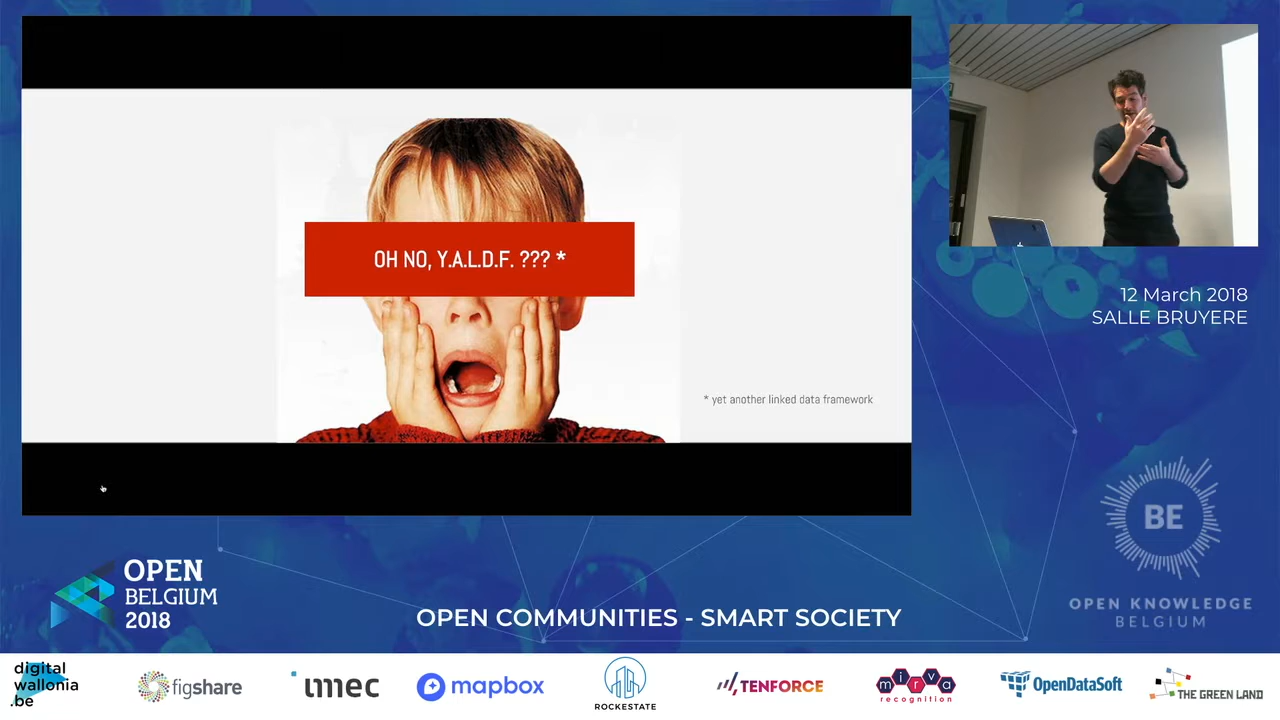 OH NO, Y.A.L.D.F. ??? *
* yet another linked data framework
12 March 2018
SALLE BRUYERE
BE
OPEN KNOWLEDGE
BELGIUM
OPEN
BELGIUM
2018
OPEN COMMUNITIES - SMART SOCIETY
digital
wallonia
.be
figshare
imec
mapbox
ROCKESTATE
TENFORCE
mirva
recognition
OpenDataSoft
THE GREEN LAND